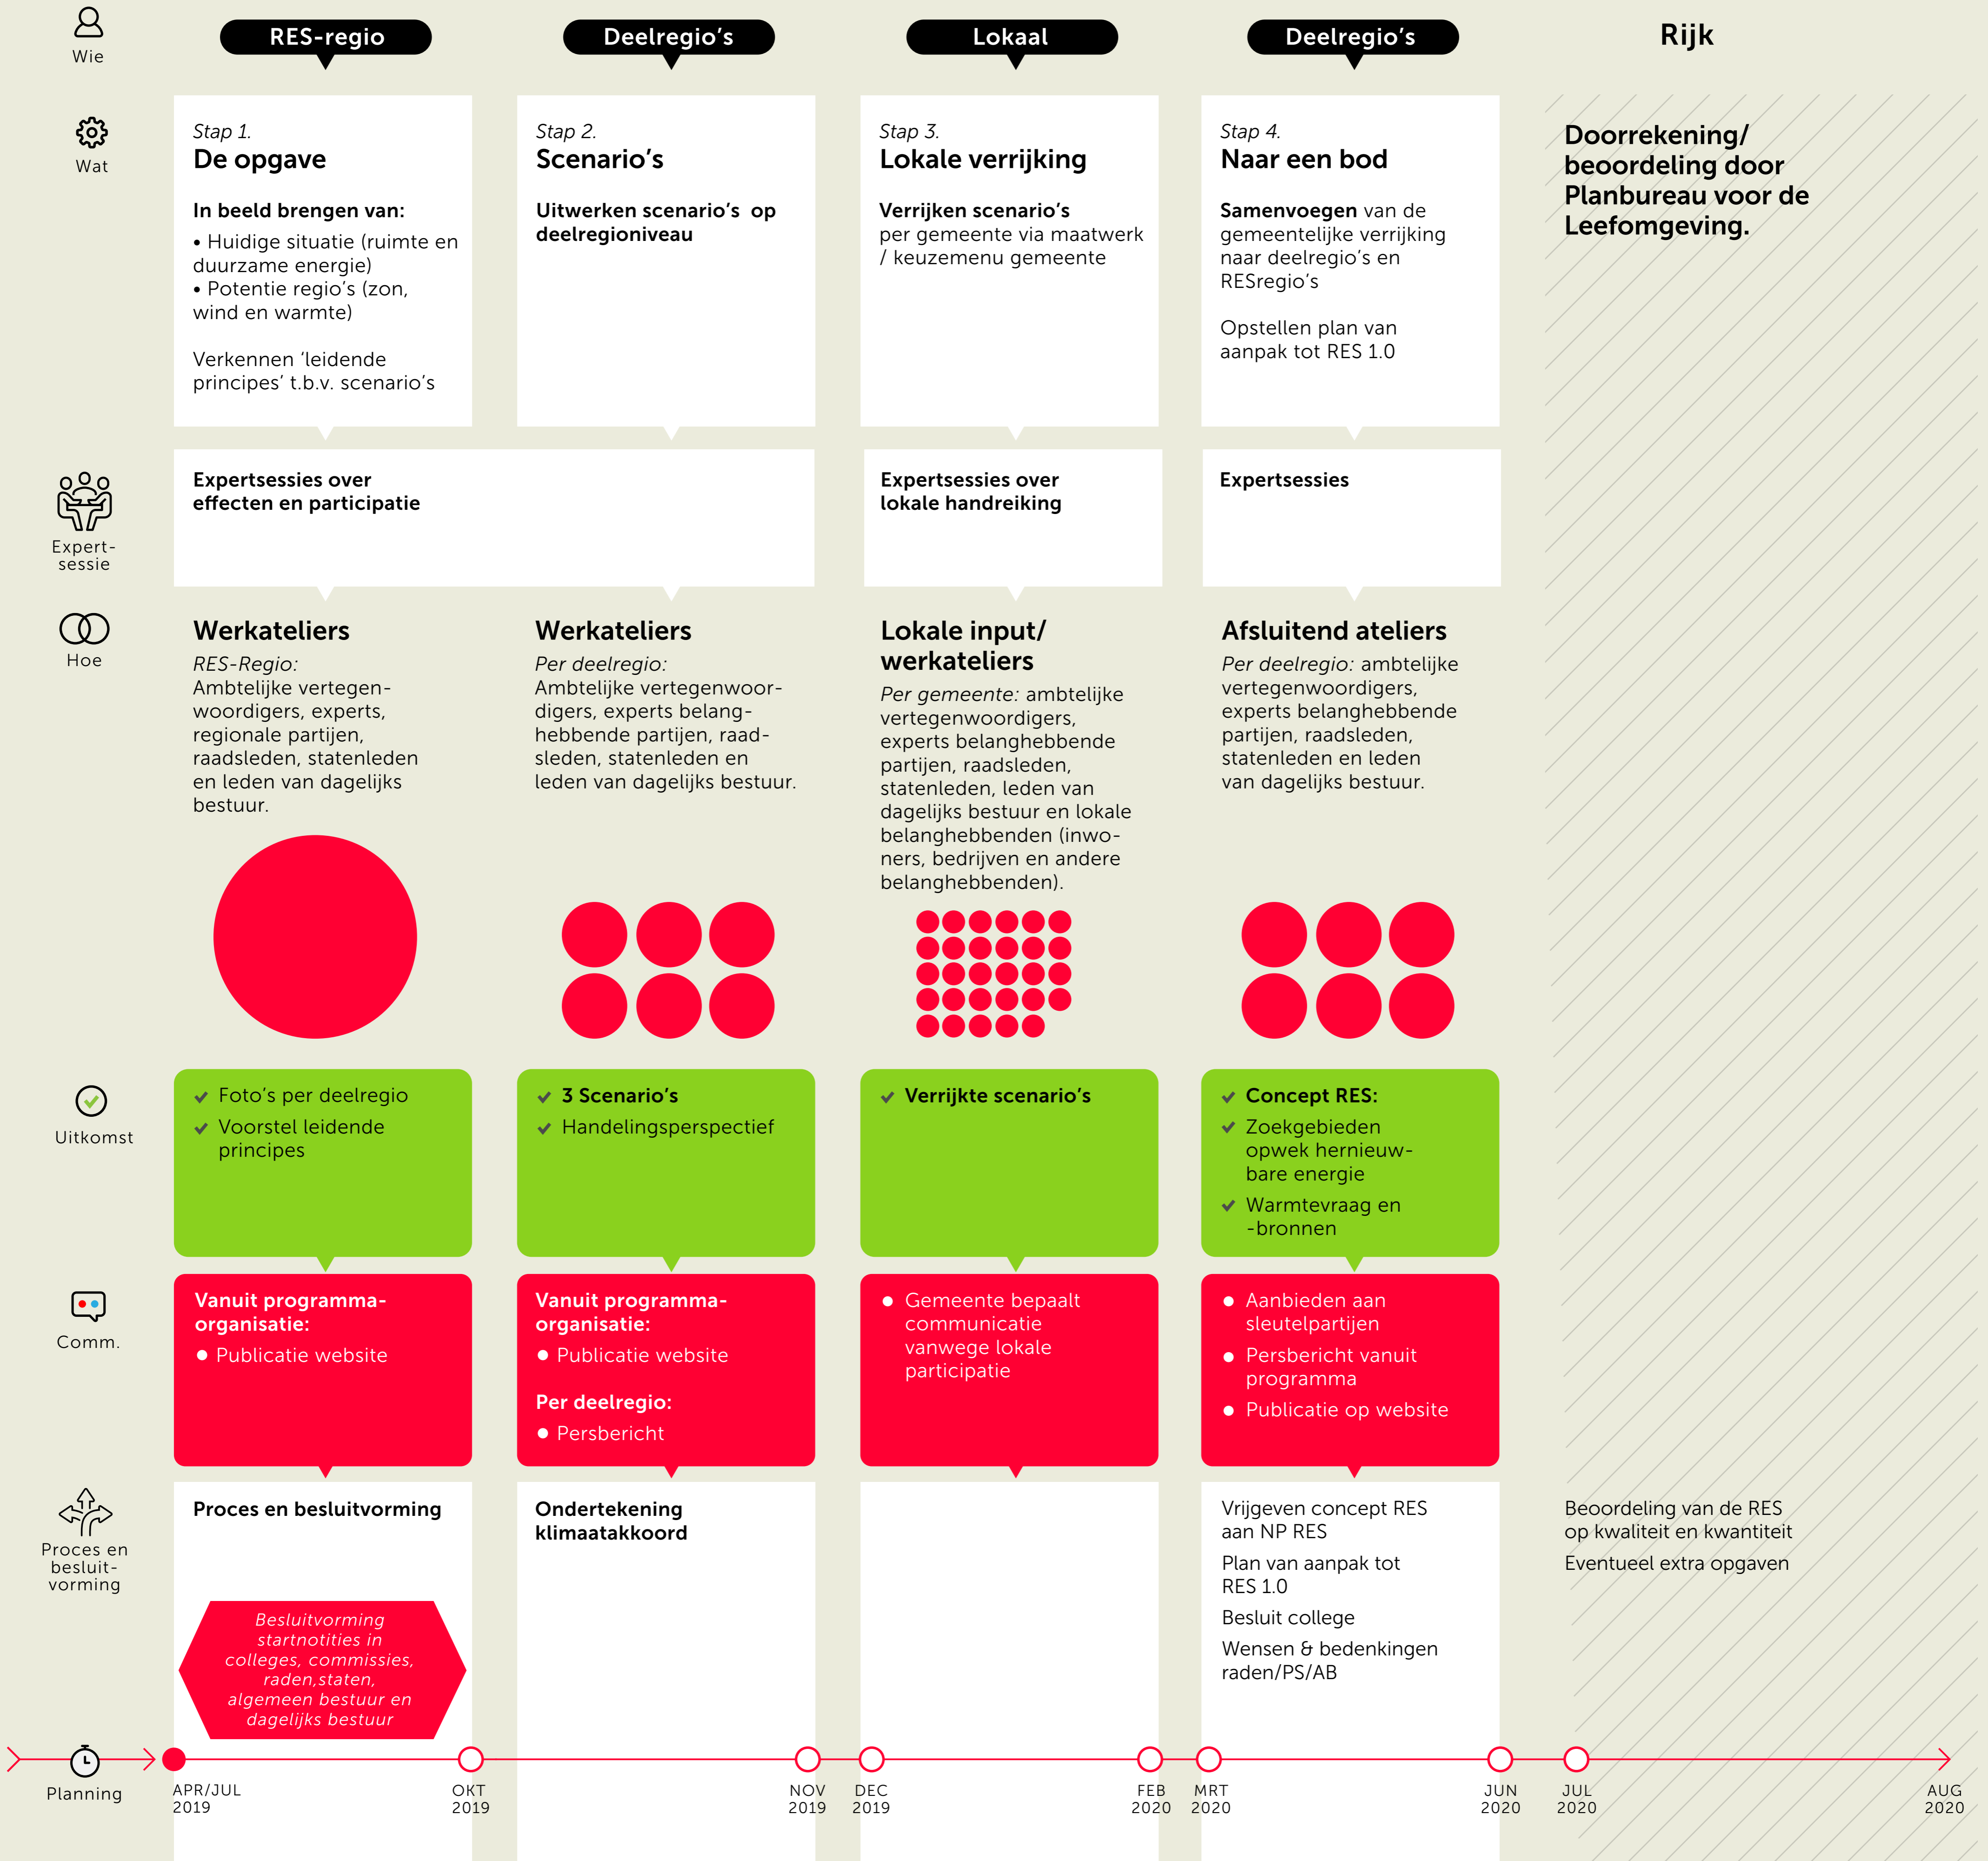 Wie
RES-regio
Deelregio’s
Lokaal
Deelregio’s
Rijk
Wat
Stap 1.
De opgave
In beeld brengen van:
• Huidige situatie (ruimte en
duurzame energie)
• Potentie regio’s (zon,
wind en warmte)
Verkennen ‘leidende
principes’ t.b.v. scenario’s
Stap 2.
Scenario’s
Uitwerken scenario’s op
deelregioniveau
Stap 3.
Lokale verrijking
Verrijken scenario’s
per gemeente via maatwerk
/ keuzemenu gemeente
Stap 4.
Naar een bod
Samenvoegen van de
gemeentelijke verrijking
naar deelregio’s en
RESregio’s
Opstellen plan van
aanpak tot RES 1.0
Doorrekening/
beoordeling door
Planbureau voor de
Leefomgeving.
Expert-
sessie
Expertsessies over
effecten en participatie
Expertsessies over
lokale handreiking
Expertsessies
Hoe
Werkateliers
RES-Regio:
Ambtelijke vertegen-
woordigers, experts,
regionale partijen,
raadsleden, statenleden
en leden van dagelijks
bestuur.
Werkateliers
Per deelregio:
Ambtelijke vertegenwoor-
digers, experts belang-
hebbende partijen, raad-
sleden, statenleden en
leden van dagelijks bestuur.
Lokale input/
werkateliers
Per gemeente: ambtelijke
vertegenwoordigers,
experts belanghebbende
partijen, raadsleden,
statenleden, leden van
dagelijks bestuur en lokale
belanghebbenden (inwo-
ners, bedrijven en andere
belanghebbenden).
Afsluitend ateliers
Per deelregio: ambtelijke
vertegenwoordigers,
experts belanghebbende
partijen, raadsleden,
statenleden en leden
van dagelijks bestuur.
Uitkomst
Foto’s per deelregio
Voorstel leidende
principes
3 Scenario’s
Handelingsperspectief
Verrijkte scenario’s
Concept RES:
Zoekgebieden
opwek hernieuw-
bare energie
Warmtevraag en
-bronnen
Comm.
Vanuit programma-
organisatie:
• Publicatie website
Vanuit programma-
organisatie:
• Publicatie website
Per deelregio:
• Persbericht
• Gemeente bepaalt
communicatie
vanwege lokale
participatie
• Aanbieden aan
sleutelpartijen
• Persbericht vanuit
programma
• Publicatie op website
Proces en
besluit-
vorming
Proces en besluitvorming
Besluitvorming
startnotities in
colleges, commissies,
raden,staten,
algemeen bestuur en
dagelijks bestuur
Ondertekening
klimaatakkoord
Vrijgeven concept RES
aan NP RES
Plan van aanpak tot
RES 1.0
Besluit college
Wensen & bedenkingen
raden/PS/AB
Beoordeling van de RES
op kwaliteit en kwantiteit
Eventueel extra opgaven
Planning
APR/JUL
2019
OKT
2019
NOV
2019
DEC
2019
FEB
2020
MRT
2020
JUN
2020
JUL
2020
AUG
2020